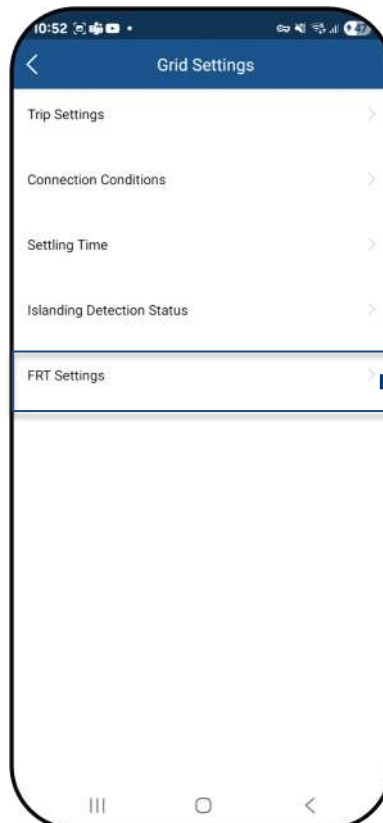 10:52
Grid Settings
Trip Settings
Connection Conditions
Settling Time
Islanding Detection Status
FRT Settings